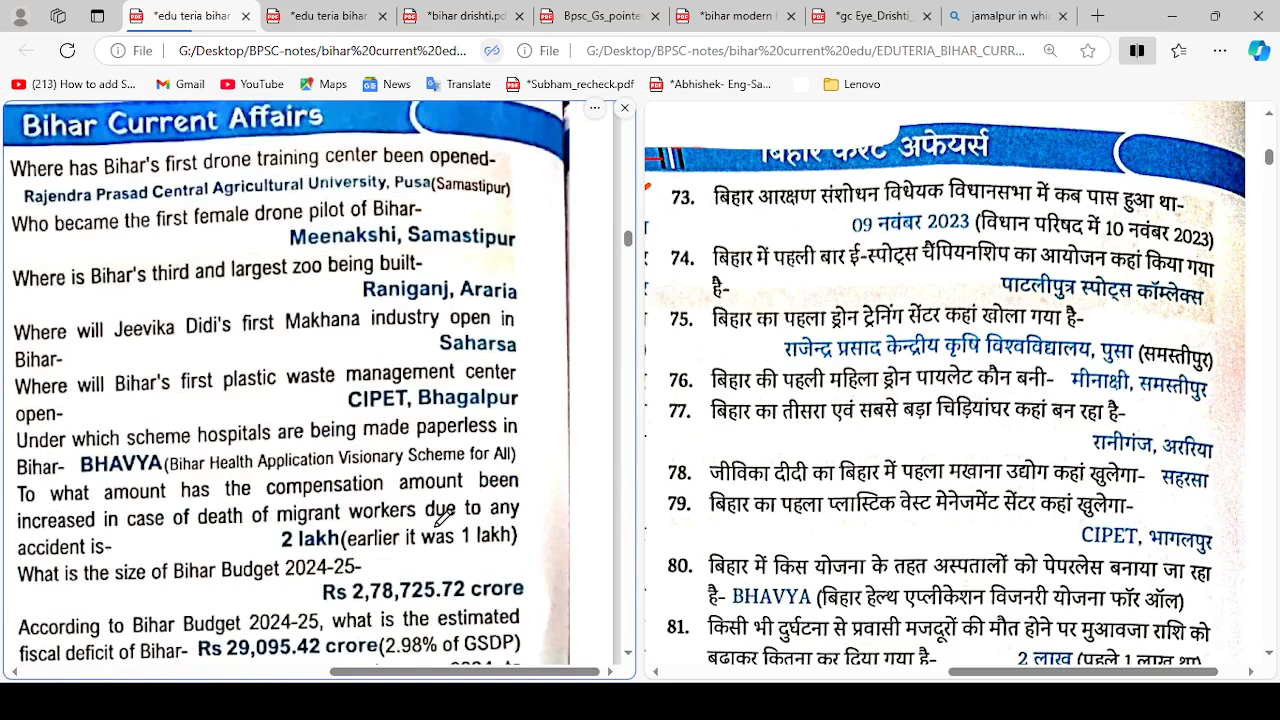 *edu teria bihar
*edu teria bihar
*bihar drishti.pd
Bpsc_Gs_pointe
*bihar modern
*gc Eye_Drishti_
jamalpur in whi
File
G:/Desktop/BPSC-notes/bihar%20current%20ed...
File
G:/Desktop/BPSC-notes/bihar%20current%20edu/EDUTERIA_BIHAR_CURR...
(213) How to add S...
Gmail
YouTube
Maps
News
Translate
*Subham_recheck.pdf
*Abhishek- Eng-Sa...
Lenovo
Bihar Current Affairs
Where has Bihar's first drone training center been opened-
Rajendra Prasad Central Agricultural University, Pusa(Samastipur)
Who became the first female drone pilot of Bihar-
Meenakshi, Samastipur
Where is Bihar's third and largest zoo being built-
Raniganj, Araria
Where will Jeevika Didi's first Makhana industry open in
Bihar- Saharsa
Where will Bihar's first plastic waste management center
open- CIPET, Bhagalpur
Under which scheme hospitals are being made paperless in
Bihar- BHAVYA(Bihar Health Application Visionary Scheme for All)
To what amount has the compensation amount been
increased in case of death of migrant workers due to any
accident is- 2 lakh(earlier it was 1 lakh)
What is the size of Bihar Budget 2024-25-
Rs 2,78,725.72 crore
According to Bihar Budget 2024-25, what is the estimated
fiscal deficit of Bihar- Rs 29,095.42 crore(2.98% of GSDP)
बिहार करेंट अफेयर्स
73. बिहार आरक्षण संशोधन विधेयक विधानसभा में कब पास हुआ था-
09 नवंबर 2023 (विधान परिषद में 10 नवंबर 2023)
74. बिहार में पहली बार ई-स्पोर्ट्स चैंपियनशिप का आयोजन कहां किया गया
है- पाटलीपुत्र स्पोर्ट्स कॉम्लेक्स
75. बिहार का पहला ड्रोन ट्रेनिंग सेंटर कहां खोला गया है-
राजेन्द्र प्रसाद केन्द्रीय कृषि विश्वविद्यालय, पुसा (समस्तीपुर)
76. बिहार की पहली महिला ड्रोन पायलेट कौन बनी- मीनाक्षी, समस्तीपुर
77. बिहार का तीसरा एवं सबसे बड़ा चिड़ियांघर कहां बन रहा है-
रानीगंज, अररिया
78. जीविका दीदी का बिहार में पहला मखाना उद्योग कहां खुलेगा- सहरसा
79. बिहार का पहला प्लास्टिक वेस्ट मेनेजमेंट सेंटर कहां खुलेगा-
CIPET, भागलपुर
80. बिहार में किस योजना के तहत अस्पतालों को पेपरलेस बनाया जा रहा
है- BHAVYA (बिहार हेल्थ एप्लीकेशन विजनरी योजना फॉर ऑल)
81. किसी भी दुर्घटना से प्रवासी मजदूरों की मौत होने पर मुआवजा राशि को
बढ़ाकर कितना कर दिया गया है- 2 लाख (पहले 1 लाख था)